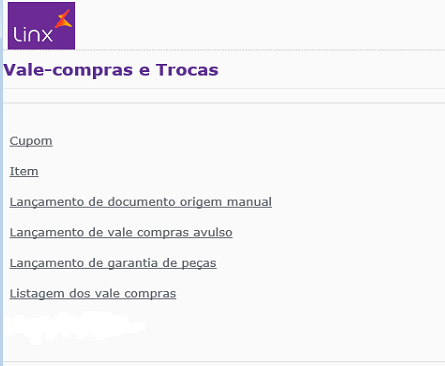 Linx
Vale-compras e Trocas
Cupom
Item
Lançamento de documento origem manual
Lançamento de vale compras avulso
Lançamento de garantia de peças
Listagem dos vale compras